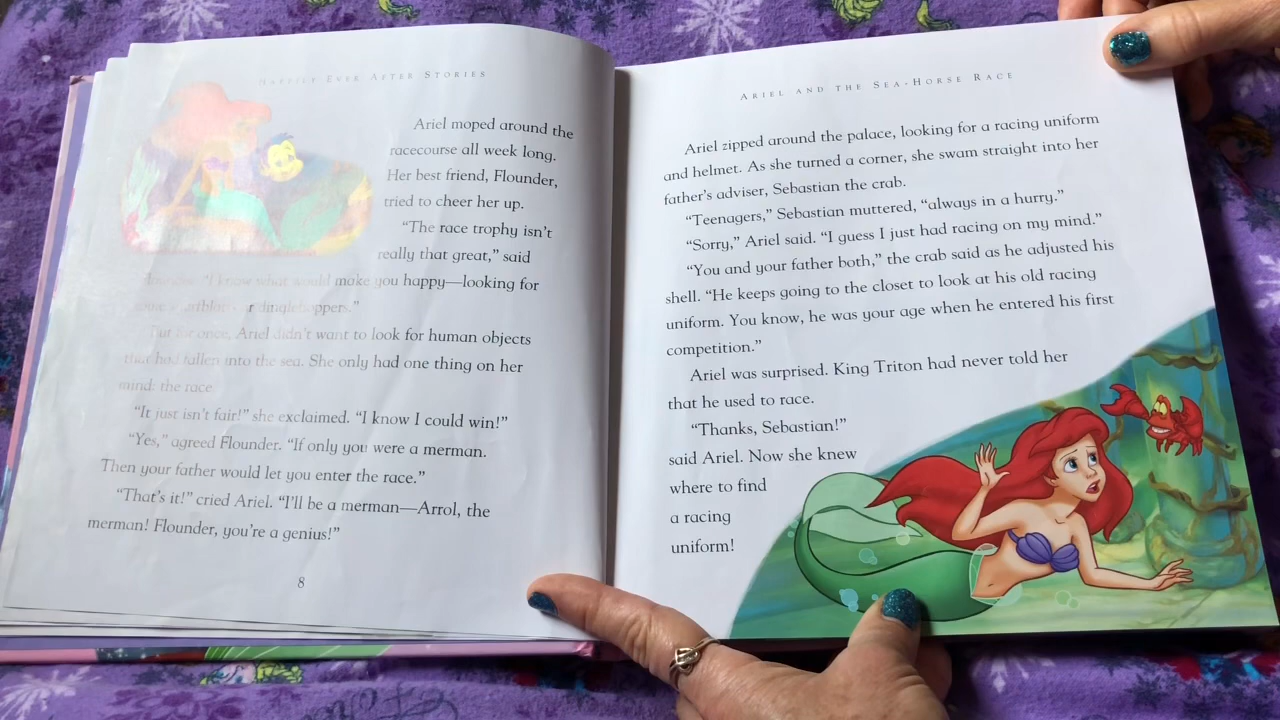 HAPPILY EVER AFTER STORIES
Ariel moped around the
racecourse all week long.
Her best friend, Flounder,
tried to cheer her up.
“The race trophy isn’t
really that great,” said
“I know what would make you happy—looking for
or dinglehoppers.”
But for once, Ariel didn’t want to look for human objects
that had fallen into the sea. She only had one thing on her
mind: the race.
“It just isn’t fair!” she exclaimed. “I know I could win!”
“Yes,” agreed Flounder. “If only you were a merman.
Then your father would let you enter the race.”
“That’s it!” cried Ariel. “I’ll be a merman—Arrol, the
merman! Flounder, you’re a genius!”
8
ARIEL AND THE SEA-HORSE RACE
Ariel zipped around the palace, looking for a racing uniform
and helmet. As she turned a corner, she swam straight into her
father’s adviser, Sebastian the crab.
“Teenagers,” Sebastian muttered, “always in a hurry.”
“Sorry,” Ariel said. “I guess I just had racing on my mind.”
“You and your father both,” the crab said as he adjusted his
shell. “He keeps going to the closet to look at his old racing
uniform. You know, he was your age when he entered his first
competition.”
Ariel was surprised. King Triton had never told her
that he used to race.
“Thanks, Sebastian!”
said Ariel. Now she knew
where to find
a racing
uniform!